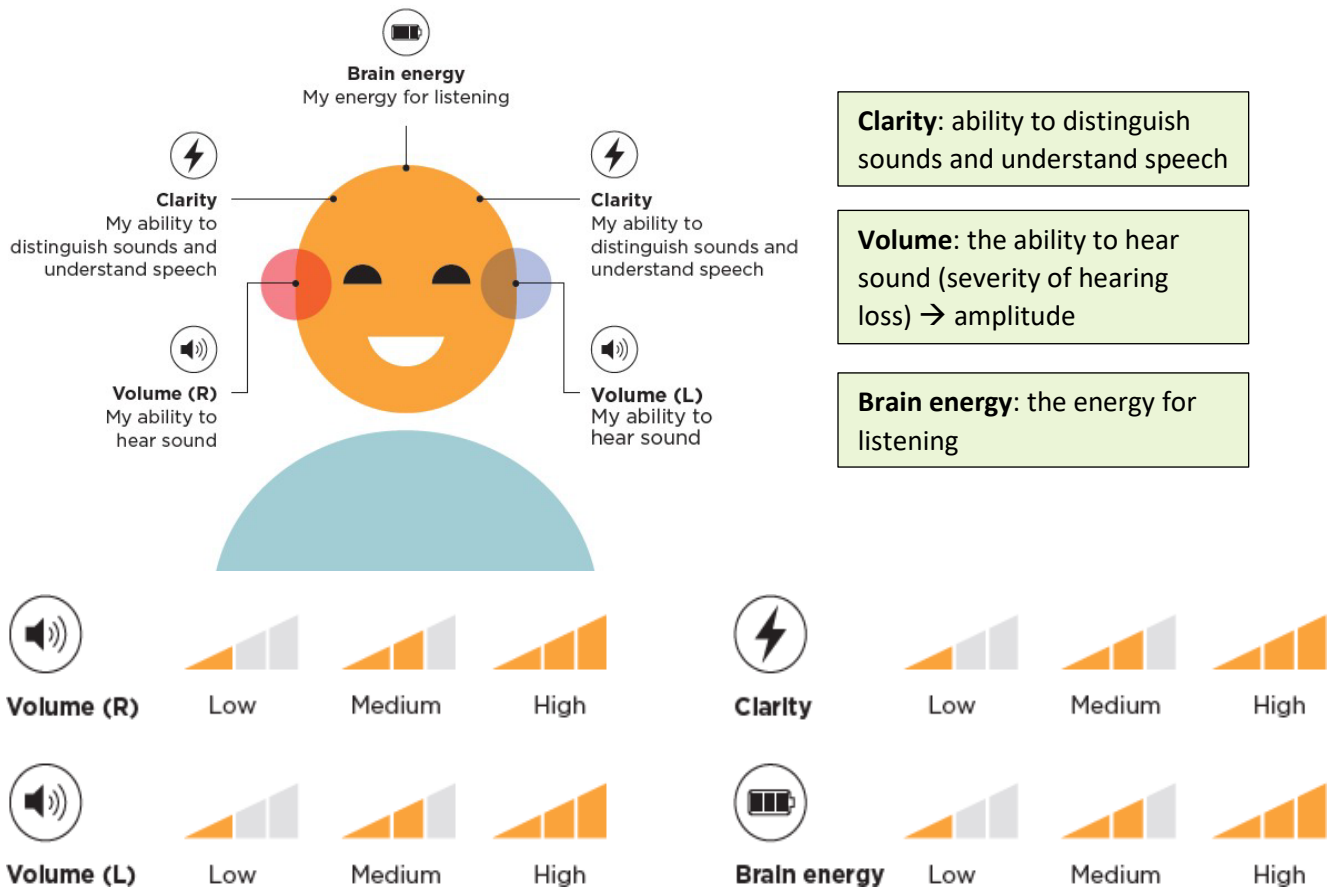 Brain energy
My energy for listening
Clarity
My ability to
distinguish sounds and
understand speech
Clarity
My ability to
distinguish sounds and
understand speech
Volume (R)
My ability to
hear sound
Volume (L)
My ability to
hear sound
Clarity: ability to distinguish
sounds and understand speech
Volume: the ability to hear
sound (severity of hearing
loss) → amplitude
Brain energy: the energy for
listening
Volume (R) Low Medium High
Clarity Low Medium High
Volume (L) Low Medium High
Brain energy Low Medium High